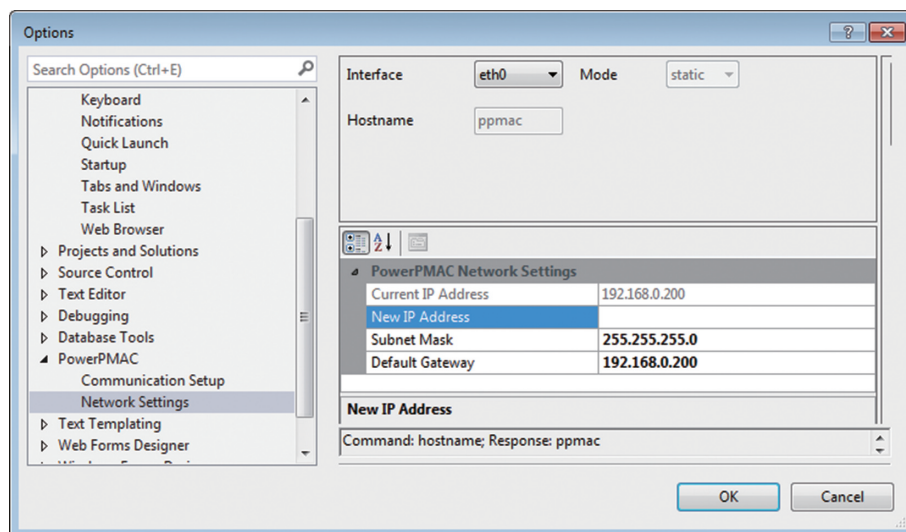 Options
Search Options (Ctrl+E)
Keyboard
Notifications
Quick Launch
Startup
Tabs and Windows
Task List
Web Browser
Projects and Solutions
Source Control
Text Editor
Debugging
Database Tools
PowerPMAC
Communication Setup
Network Settings
Text Templating
Web Forms Designer
Interface eth0 Mode static
Hostname ppmac
PowerPMAC Network Settings
Current IP Address 192.168.0.200
New IP Address
Subnet Mask 255.255.255.0
Default Gateway 192.168.0.200
New IP Address
Command: hostname; Response: ppmac
OK Cancel